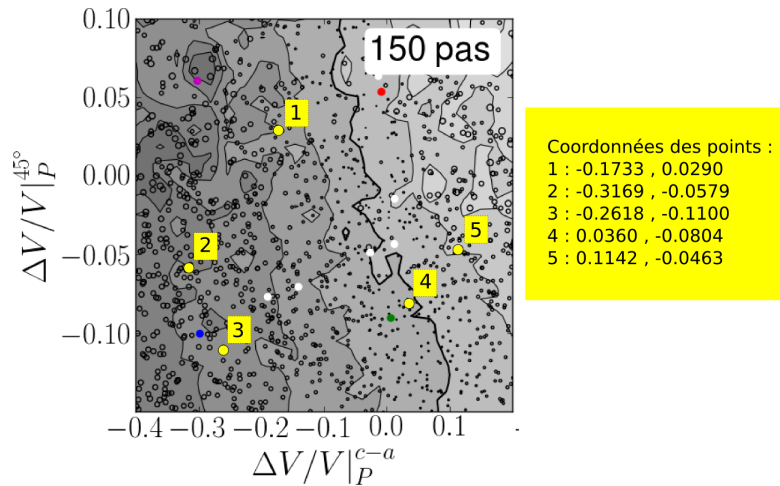 0.10
150 pas
0.05
1
Coordonnées des points :
1 : -0.1733 , 0.0290
2 : -0.3169 , -0.0579
3 : -0.2618 , -0.1100
4 : 0.0360 , -0.0804
5 : 0.1142 , -0.0463
0.00
ΔV/V|_P^{45°}
5
2
−0.05
4
3
−0.10
−0.4 −0.3 −0.2 −0.1 0.0 0.1
ΔV/V|_P^{c−a}